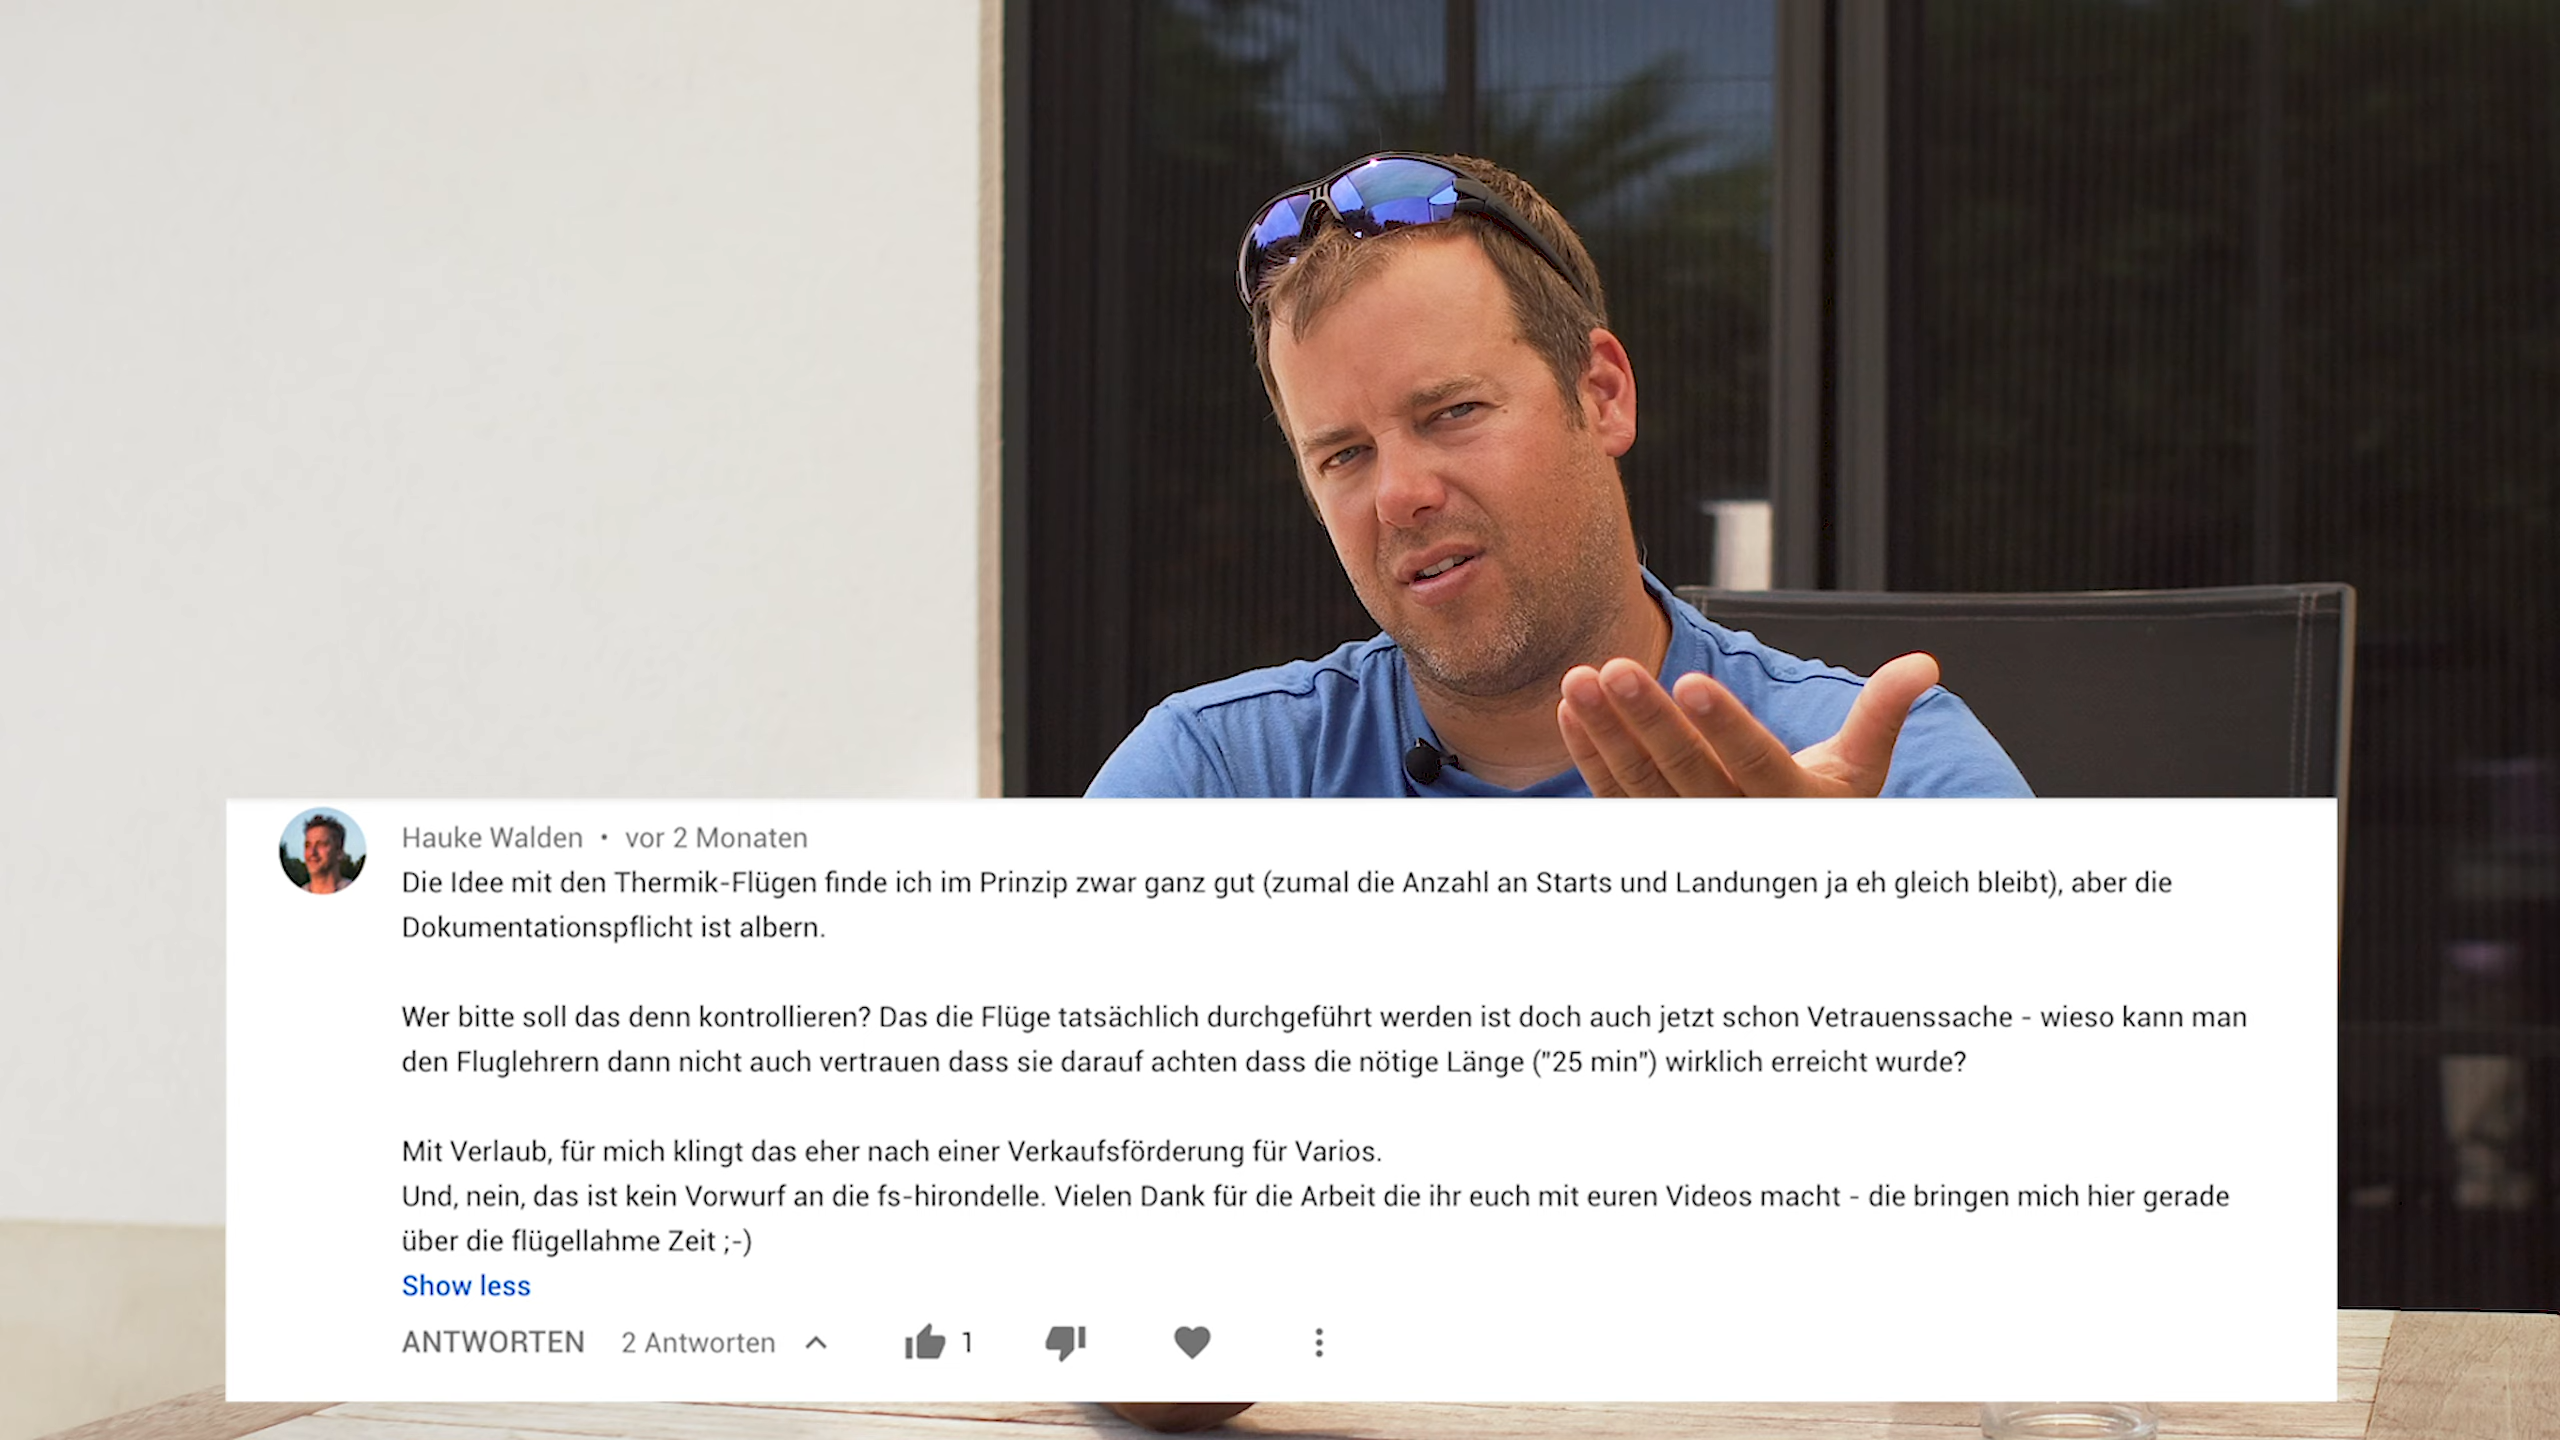 Hauke Walden • vor 2 Monaten
Die Idee mit den Thermik-Flügen finde ich im Prinzip zwar ganz gut (zumal die Anzahl an Starts und Landungen ja eh gleich bleibt), aber die
Dokumentationspflicht ist albern.
Wer bitte soll das denn kontrollieren? Das die Flüge tatsächlich durchgeführt werden ist doch auch jetzt schon Vetrauenssache - wieso kann man
den Fluglehrern dann nicht auch vertrauen dass sie darauf achten dass die nötige Länge ("25 min") wirklich erreicht wurde?
Mit Verlaub, für mich klingt das eher nach einer Verkaufsförderung für Varios.
Und, nein, das ist kein Vorwurf an die fs-hirondelle. Vielen Dank für die Arbeit die ihr euch mit euren Videos macht - die bringen mich hier gerade
über die flügellahme Zeit ;-)
Show less
ANTWORTEN 2 Antworten 1